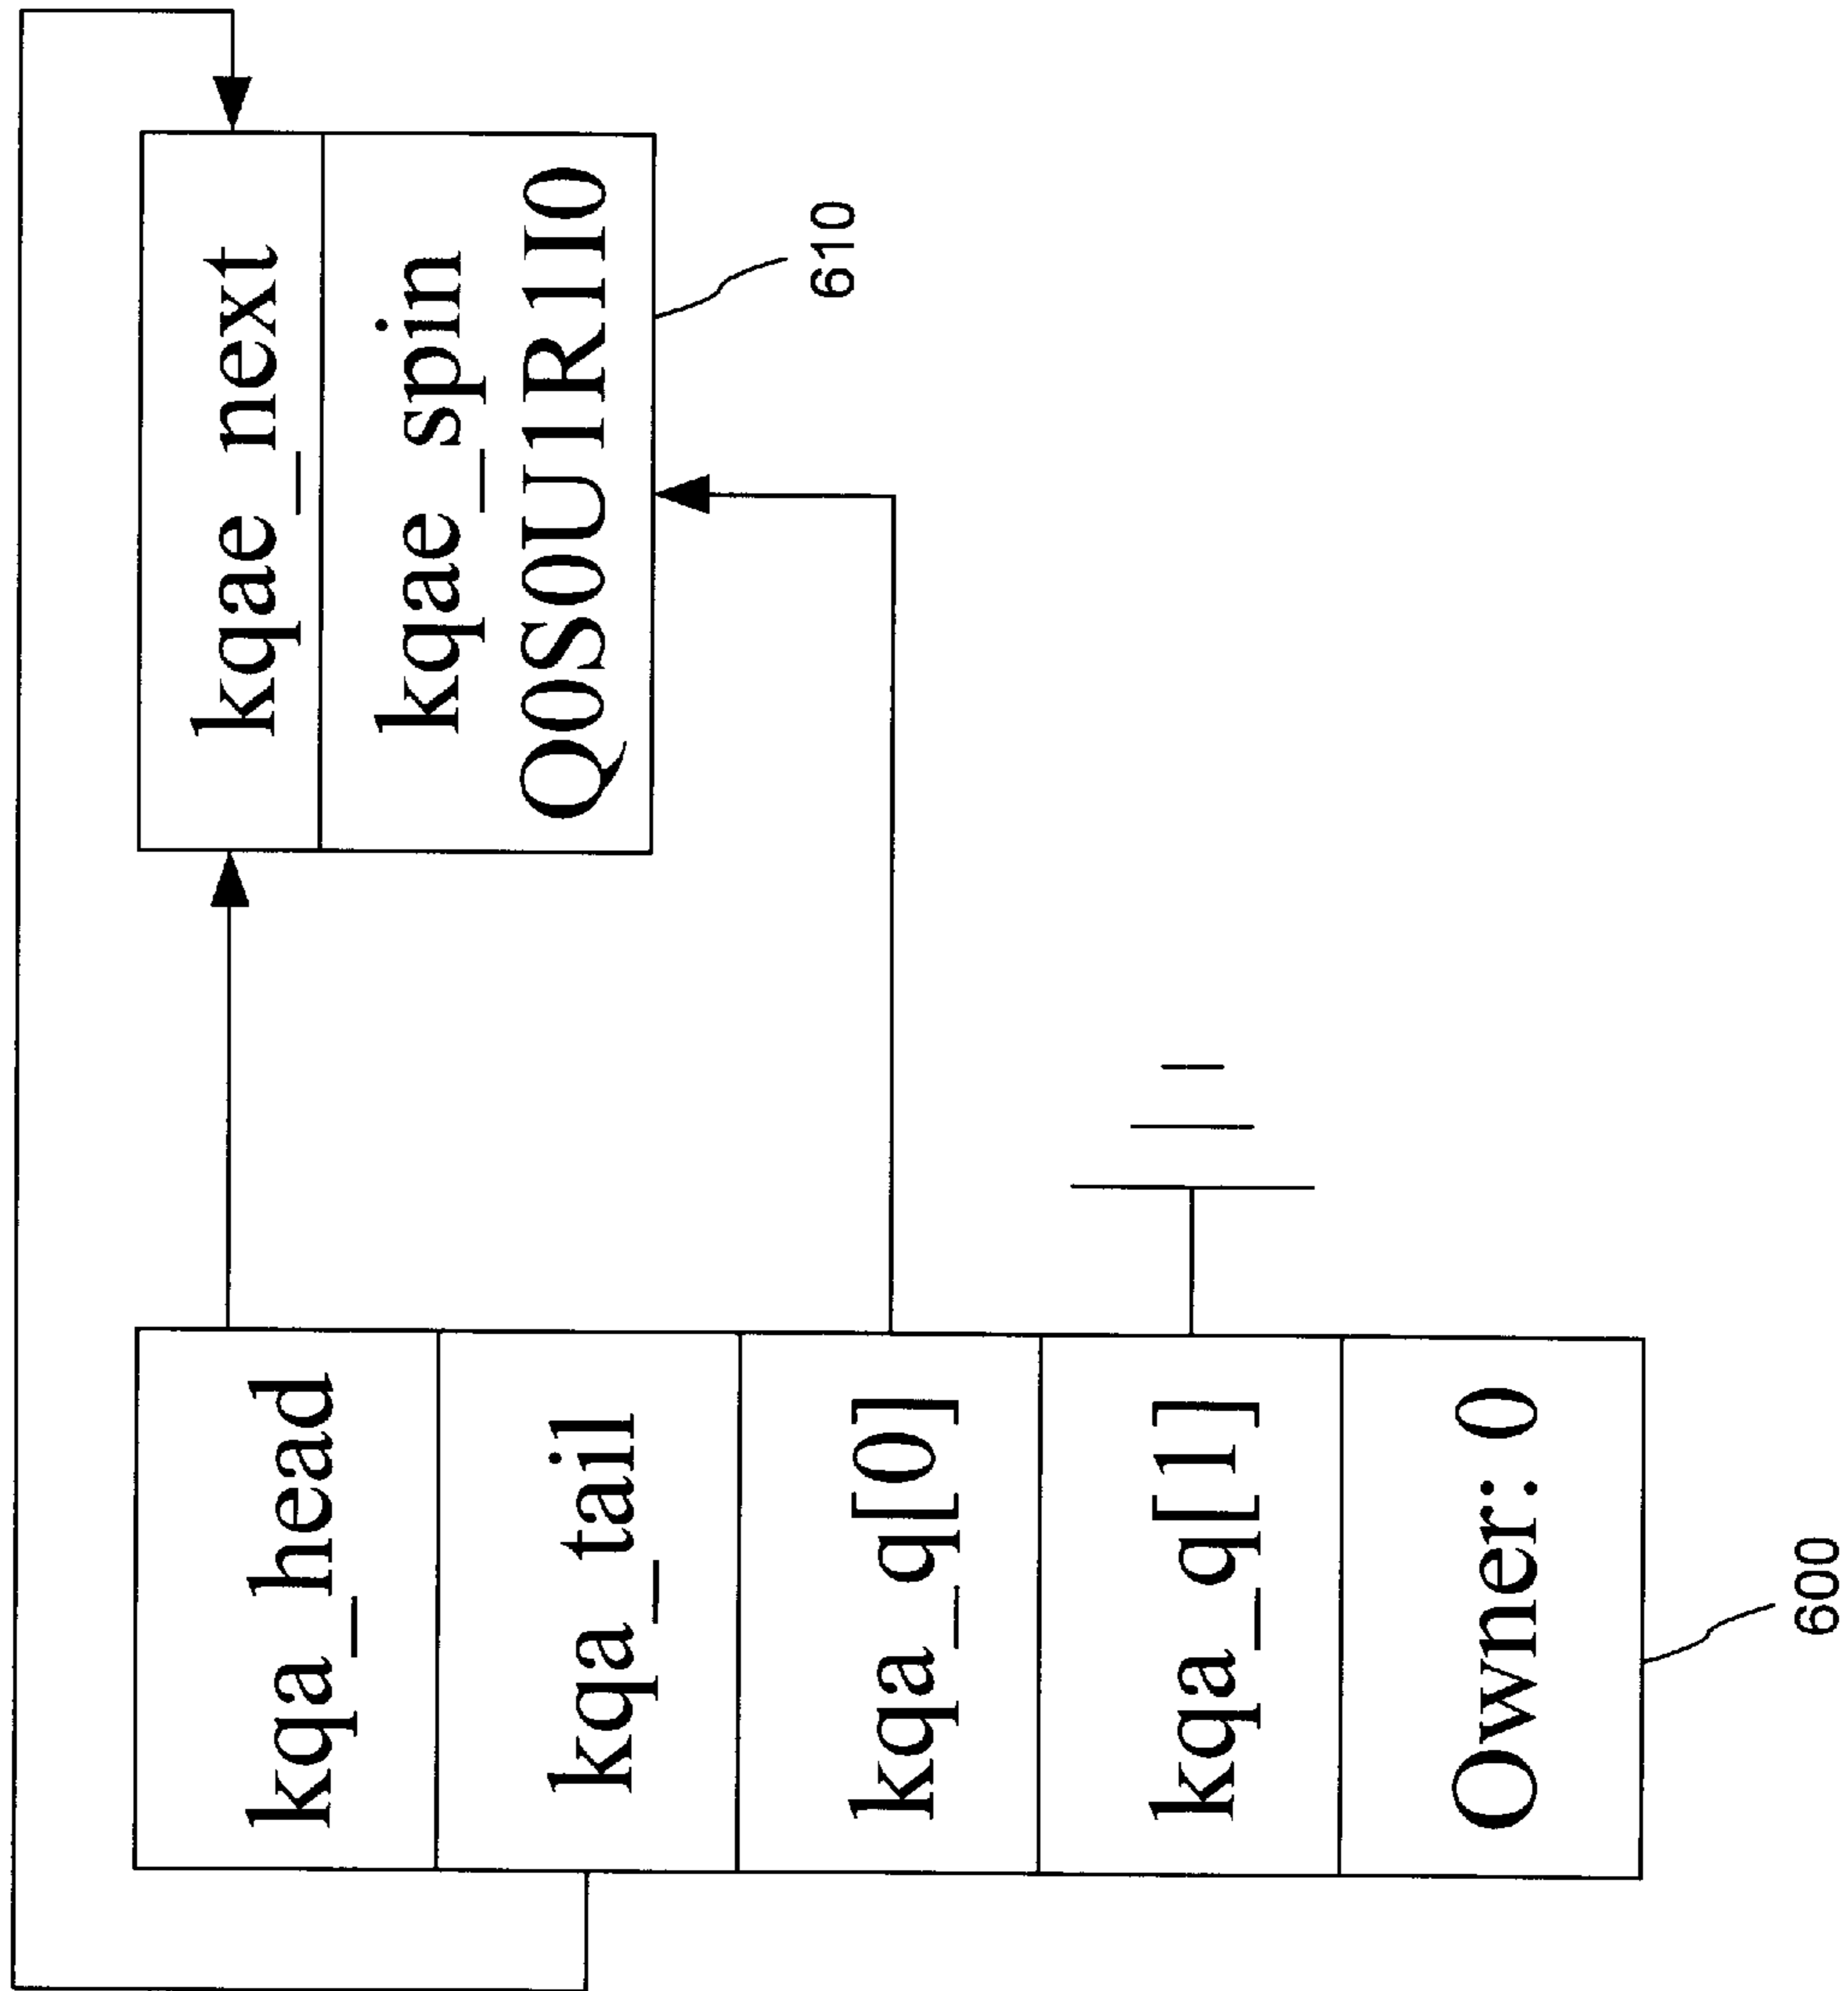 kqa_head
kqa_tail
kqa_q[0]
kqa_q[1]
Owner: 0
600
kqae_next
kqae_spin
Q0S0U1R1I0
610